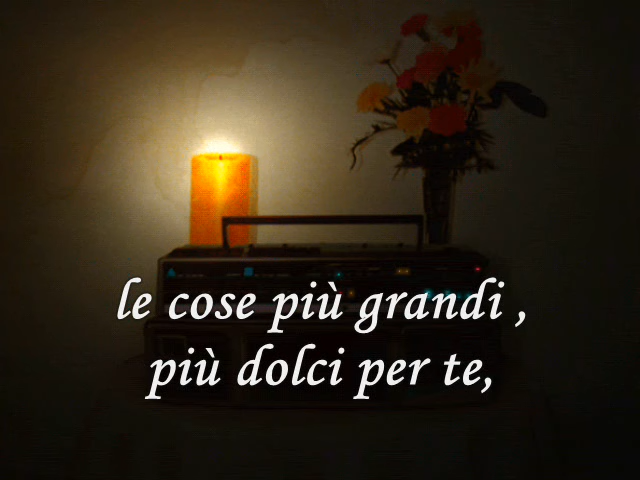 le cose più grandi ,
più dolci per te,